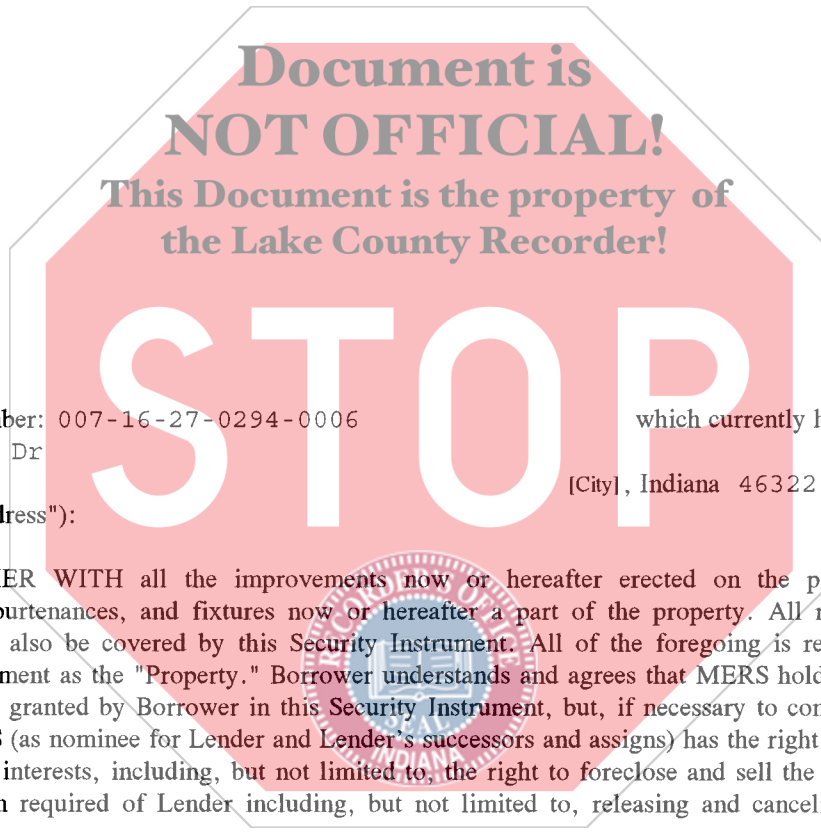 Document is
NOT OFFICIAL!
This Document is the property of
the Lake County Recorder!
STOP
ber: 007-16-27-0294-0006 which currently h
Dr
[City], Indiana 46322
dress"):
ER WITH all the improvements now or hereafter erected on the p
purtenances, and fixtures now or hereafter a part of the property. All r
also be covered by this Security Instrument. All of the foregoing is re
ment as the "Property." Borrower understands and agrees that MERS hold
granted by Borrower in this Security Instrument, but, if necessary to com
S (as nominee for Lender and Lender's successors and assigns) has the right
interests, including, but not limited to, the right to foreclose and sell the
n required of Lender including, but not limited to, releasing and cancel
RECORDER'S OFFICE
SEAL
INDIANA